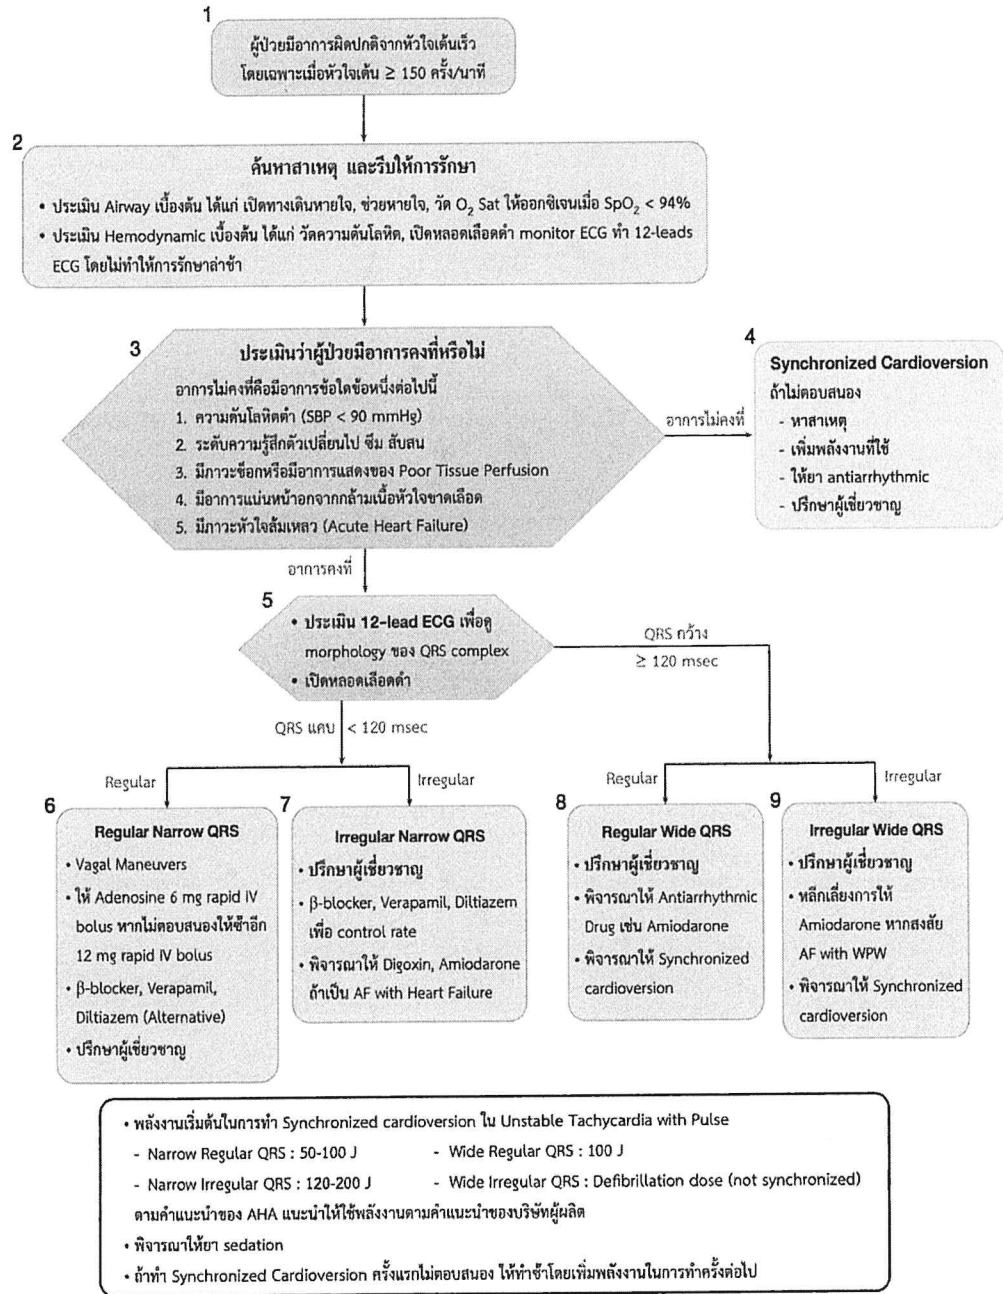 1
ผู้ป่วยมีอาการผิดปกติจากหัวใจเต้นเร็ว
โดยเฉพาะเมื่อหัวใจเต้น ≥ 150 ครั้ง/นาที
2
ค้นหาสาเหตุ และรีบให้การรักษา
• ประเมิน Airway เบื้องต้น ได้แก่ เปิดทางเดินหายใจ, ช่วยหายใจ, วัด O₂ Sat ให้ออกซิเจนเมื่อ SpO₂ < 94%
• ประเมิน Hemodynamic เบื้องต้น ได้แก่ วัดความดันโลหิต, เปิดหลอดเลือดดำ monitor ECG ทำ 12-leads
ECG โดยไม่ทำให้การรักษาล่าช้า
3
ประเมินว่าผู้ป่วยมีอาการคงที่หรือไม่
อาการไม่คงที่คือมีอาการข้อใดข้อหนึ่งต่อไปนี้
1. ความดันโลหิตต่ำ (SBP < 90 mmHg)
2. ระดับความรู้สึกตัวเปลี่ยนไป ซึม สับสน
3. มีภาวะช็อกหรือมีอาการแสดงของ Poor Tissue Perfusion
4. มีอาการแน่นหน้าอกจากกล้ามเนื้อหัวใจขาดเลือด
5. มีภาวะหัวใจล้มเหลว (Acute Heart Failure)
อาการไม่คงที่
4
Synchronized Cardioversion
ถ้าไม่ตอบสนอง
- หาสาเหตุ
- เพิ่มพลังงานที่ใช้
- ให้ยา antiarrhythmic
- ปรึกษาผู้เชี่ยวชาญ
อาการคงที่
5
• ประเมิน 12-lead ECG เพื่อดู
morphology ของ QRS complex
• เปิดหลอดเลือดดำ
QRS กว้าง
≥ 120 msec
QRS แคบ < 120 msec
Regular
Irregular
Regular
Irregular
6
Regular Narrow QRS
• Vagal Maneuvers
• ให้ Adenosine 6 mg rapid IV
bolus หากไม่ตอบสนองให้ซ้ำอีก
12 mg rapid IV bolus
• β-blocker, Verapamil,
Diltiazem (Alternative)
• ปรึกษาผู้เชี่ยวชาญ
7
Irregular Narrow QRS
• ปรึกษาผู้เชี่ยวชาญ
• β-blocker, Verapamil, Diltiazem
เพื่อ control rate
• พิจารณาให้ Digoxin, Amiodarone
ถ้าเป็น AF with Heart Failure
8
Regular Wide QRS
• ปรึกษาผู้เชี่ยวชาญ
• พิจารณาให้ Antiarrhythmic
Drug เช่น Amiodarone
• พิจารณาให้ Synchronized
cardioversion
9
Irregular Wide QRS
• ปรึกษาผู้เชี่ยวชาญ
• หลีกเลี่ยงการให้
Amiodarone หากสงสัย
AF with WPW
• พิจารณาให้ Synchronized
cardioversion
• พลังงานเริ่มต้นในการทำ Synchronized cardioversion ใน Unstable Tachycardia with Pulse
- Narrow Regular QRS : 50-100 J - Wide Regular QRS : 100 J
- Narrow Irregular QRS : 120-200 J - Wide Irregular QRS : Defibrillation dose (not synchronized)
ตามคำแนะนำของ AHA แนะนำให้ใช้พลังงานตามคำแนะนำของบริษัทผู้ผลิต
• พิจารณาให้ยา sedation
• ถ้าทำ Synchronized Cardioversion ครั้งแรกไม่ตอบสนอง ให้ทำซ้ำโดยเพิ่มพลังงานในการทำครั้งต่อไป